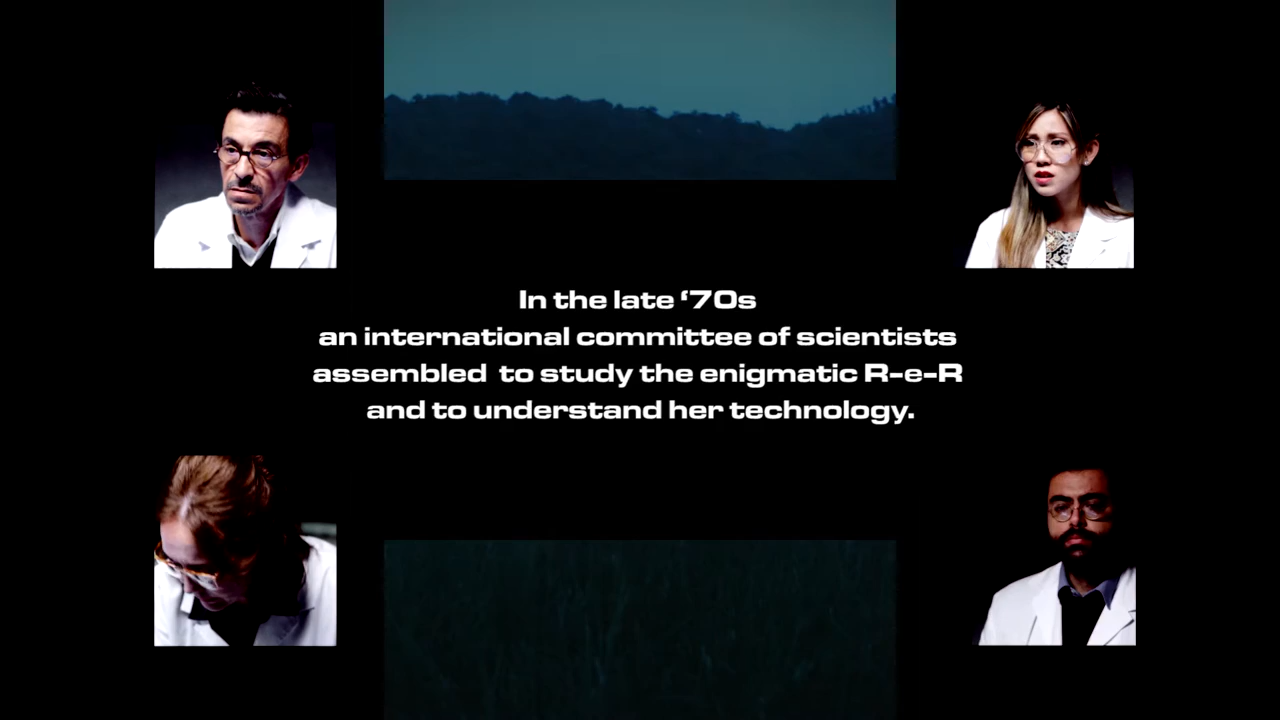 In the late ‘70s
an international committee of scientists
assembled  to study the enigmatic R-e-R
and to understand her technology.